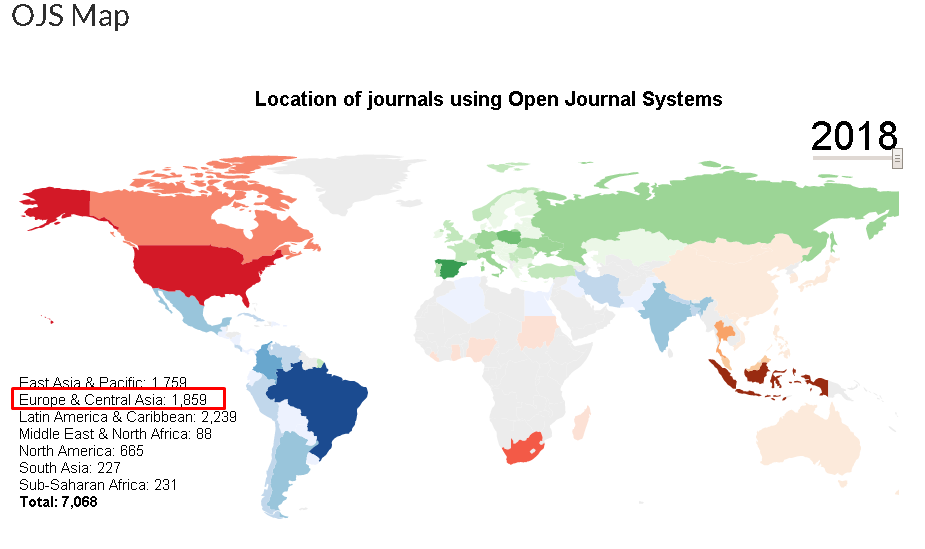 OJS Map
Location of journals using Open Journal Systems
2018
East Asia & Pacific: 1,759
Europe & Central Asia: 1,859
Latin America & Caribbean: 2,239
Middle East & North Africa: 88
North America: 665
South Asia: 227
Sub-Saharan Africa: 231
Total: 7,068